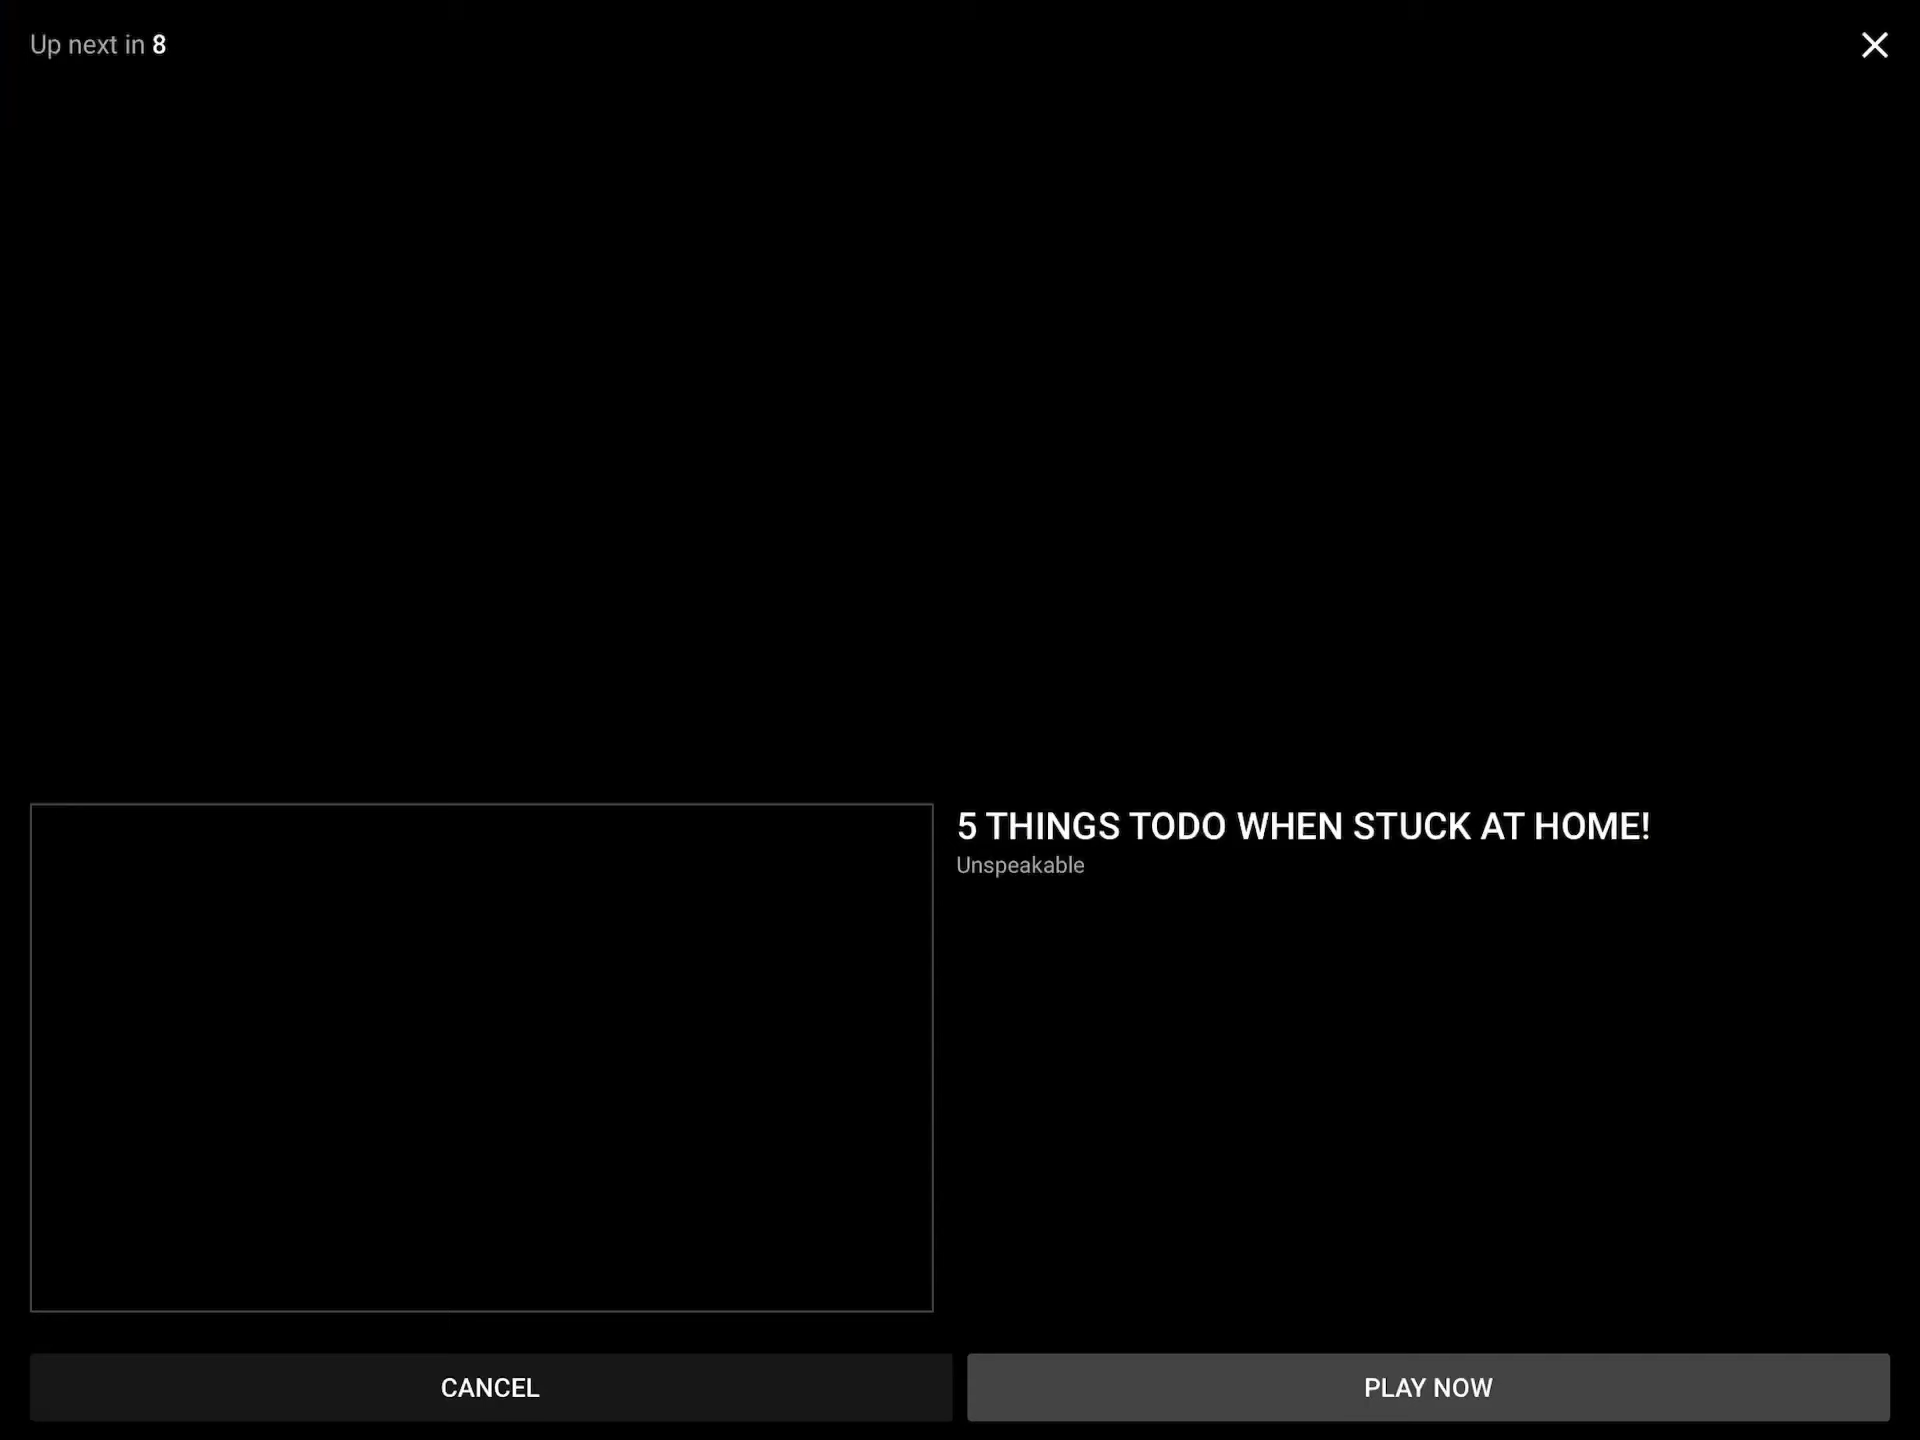 Up next in 8
5 THINGS TODO WHEN STUCK AT HOME!
Unspeakable
CANCEL
PLAY NOW